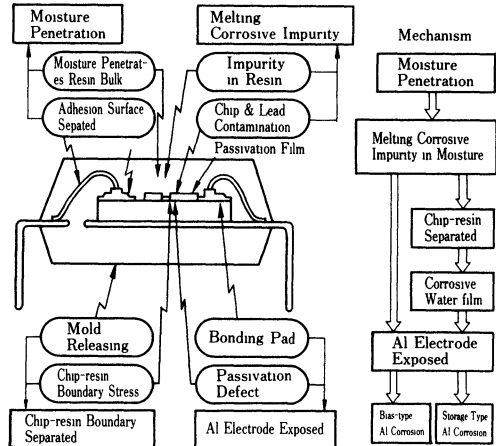 Moisture
Penetration
Moisture Penetrat-
es Resin Bulk
Adhesion Surface
Sepated
Melting
Corrosive Impurity
Impurity
in Resin
Chip & Lead
Contamination
Passivation Film
Mold
Releasing
Chip-resin
Boundary Stress
Chip-resin Boundary
Separated
Bonding Pad
Passivation
Defect
Al Electrode Exposed
Mechanism
Moisture
Penetration
Melting Corrosive
Impurity in Moisture
Chip-resin
Separated
Corrosive
Water film
Al Electrode
Exposed
Bias-type
Al Corrosion
Storage Type
Al Corrosion